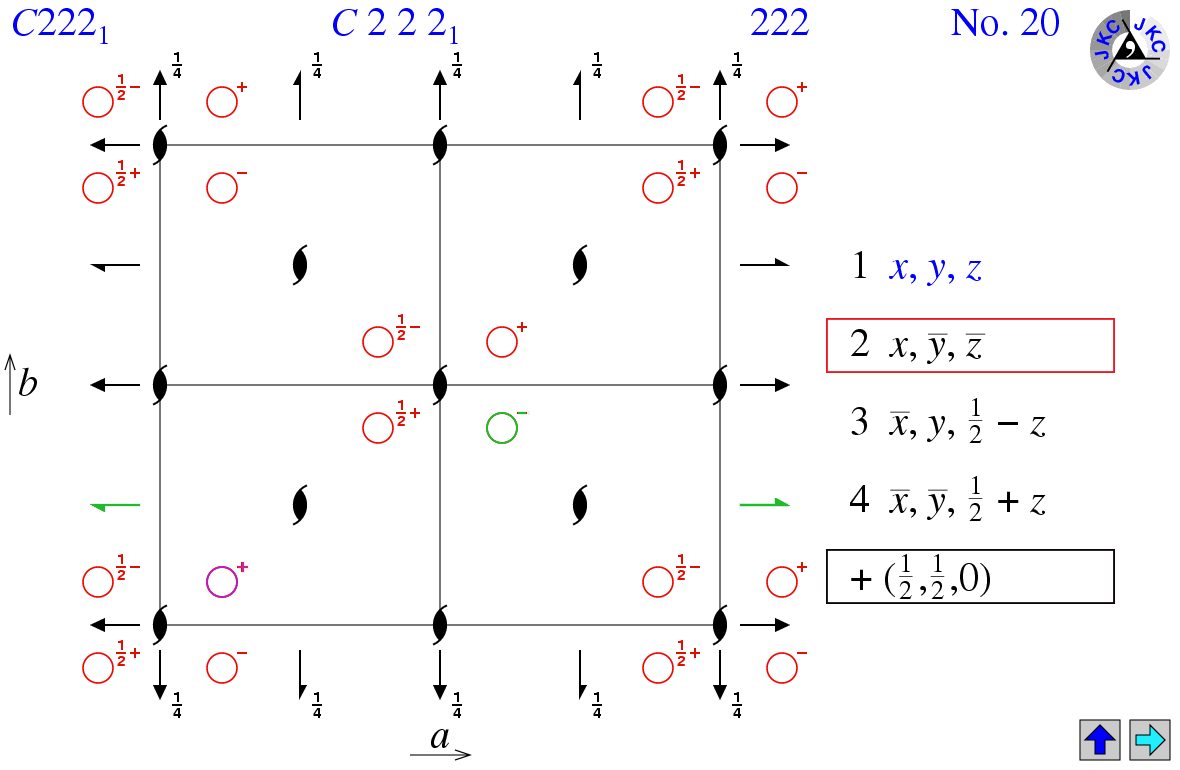 C222₁ C 2 2 2₁ 222 No. 20
JKC JKC JKC
¼ ¼ ¼ ¼ ¼
½− + ½− +
½+ − ½+ −
1 x, y, z
½− +
2 x, y̅, z̅
b
½+ −
3 x̅, y, ½ − z
4 x̅, y̅, ½ + z
½− + ½− +
+ (½,½,0)
½+ − ½+ −
¼ ¼ ¼ ¼ ¼
a